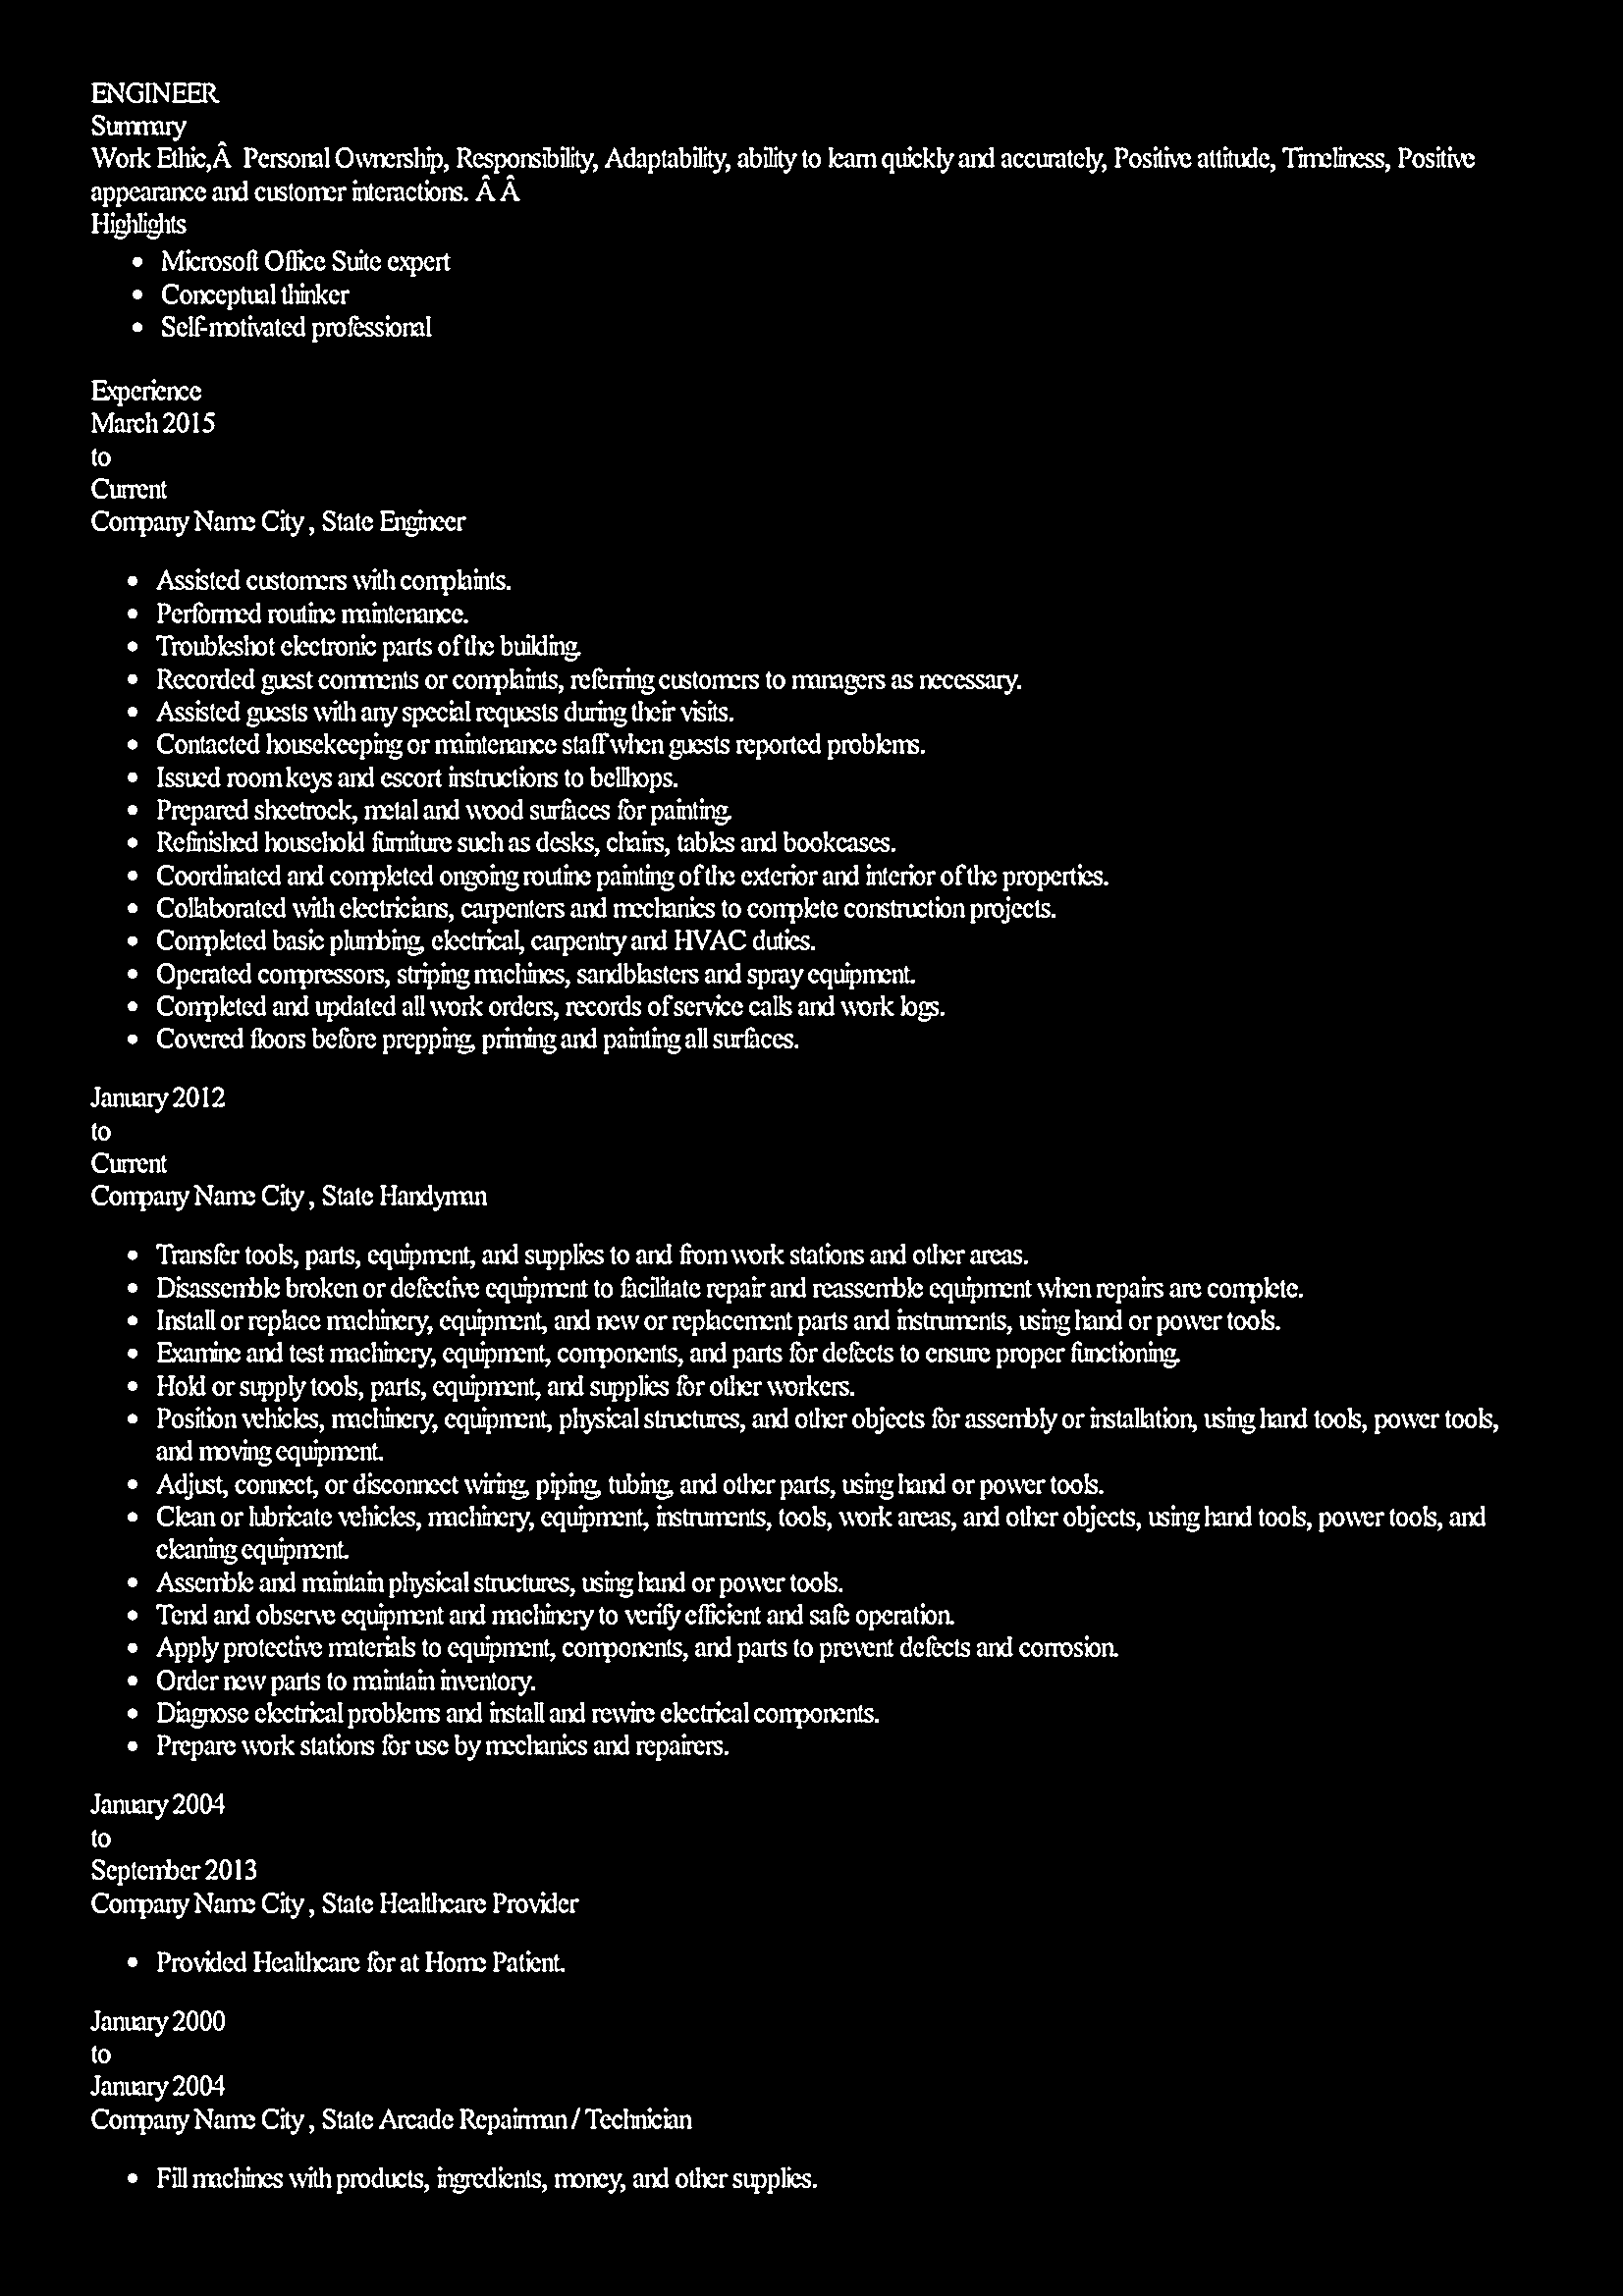 ENGINEER
Summary
Work Ethic,Â  Personal Ownership, Responsibility, Adaptability, ability to learn quickly and accurately, Positive attitude, Timeliness, Positive
appearance and customer interactions. Â Â
Highlights
• Microsoft Office Suite expert
• Conceptual thinker
• Self-motivated professional
Experience
March 2015
to
Current
Company Name City , State Engineer
• Assisted customers with complaints.
• Performed routine maintenance.
• Troubleshot electronic parts of the building.
• Recorded guest comments or complaints, referring customers to managers as necessary.
• Assisted guests with any special requests during their visits.
• Contacted housekeeping or maintenance staff when guests reported problems.
• Issued room keys and escort instructions to bellhops.
• Prepared sheetrock, metal and wood surfaces for painting.
• Refinished household furniture such as desks, chairs, tables and bookcases.
• Coordinated and completed ongoing routine painting of the exterior and interior of the properties.
• Collaborated with electricians, carpenters and mechanics to complete construction projects.
• Completed basic plumbing, electrical, carpentry and HVAC duties.
• Operated compressors, striping machines, sandblasters and spray equipment.
• Completed and updated all work orders, records of service calls and work logs.
• Covered floors before prepping, priming and painting all surfaces.
January 2012
to
Current
Company Name City , State Handyman
• Transfer tools, parts, equipment, and supplies to and from work stations and other areas.
• Disassemble broken or defective equipment to facilitate repair and reassemble equipment when repairs are complete.
• Install or replace machinery, equipment, and new or replacement parts and instruments, using hand or power tools.
• Examine and test machinery, equipment, components, and parts for defects to ensure proper functioning.
• Hold or supply tools, parts, equipment, and supplies for other workers.
• Position vehicles, machinery, equipment, physical structures, and other objects for assembly or installation, using hand tools, power tools,
and moving equipment.
• Adjust, connect, or disconnect wiring, piping, tubing, and other parts, using hand or power tools.
• Clean or lubricate vehicles, machinery, equipment, instruments, tools, work areas, and other objects, using hand tools, power tools, and
cleaning equipment.
• Assemble and maintain physical structures, using hand or power tools.
• Tend and observe equipment and machinery to verify efficient and safe operation.
• Apply protective materials to equipment, components, and parts to prevent defects and corrosion.
• Order new parts to maintain inventory.
• Diagnose electrical problems and install and rewire electrical components.
• Prepare work stations for use by mechanics and repairers.
January 2004
to
September 2013
Company Name City , State Healthcare Provider
• Provided Healthcare for at Home Patient.
January 2000
to
January 2004
Company Name City , State Arcade Repairman / Technician
• Fill machines with products, ingredients, money, and other supplies.